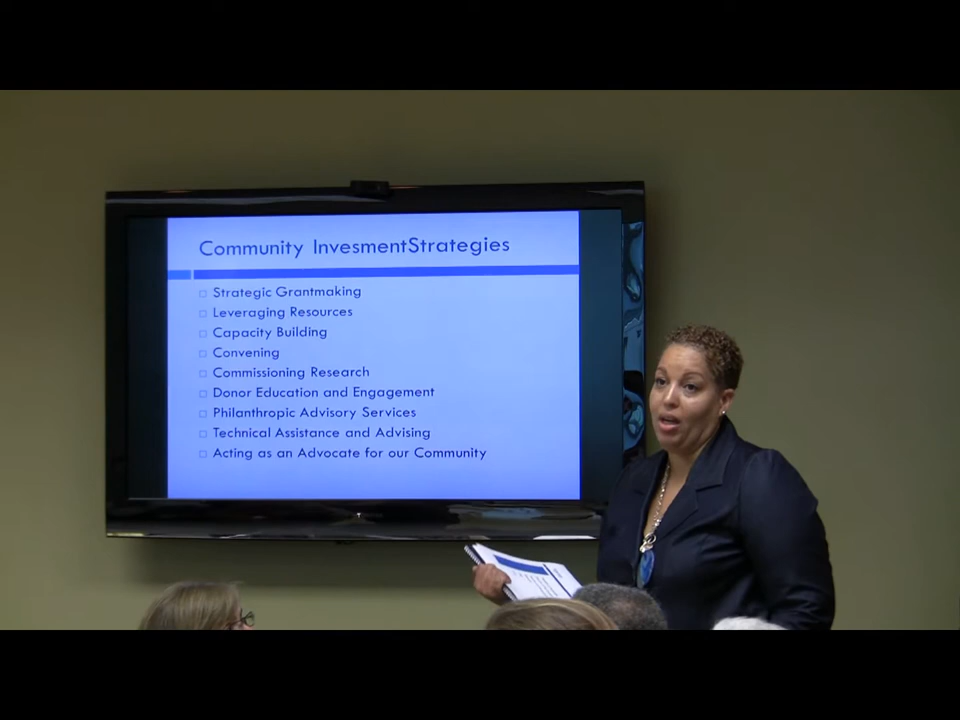 Community InvesmentStrategies
Strategic Grantmaking
Leveraging Resources
Capacity Building
Convening
Commissioning Research
Donor Education and Engagement
Philanthropic Advisory Services
Technical Assistance and Advising
Acting as an Advocate for our Community